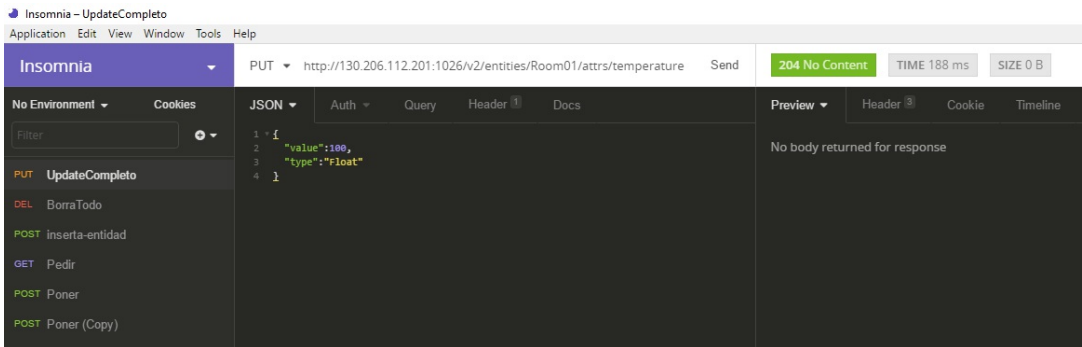 Insomnia – UpdateCompleto
Application Edit View Window Tools Help
Insomnia
PUT http://130.206.112.201:1026/v2/entities/Room01/attrs/temperature Send
204 No Content TIME 188 ms SIZE 0 B
No Environment Cookies
JSON Auth Query Header 1 Docs
Preview Header 3 Cookie Timeline
Filter
1 {
2 "value":100,
3 "type":"Float"
4 }
No body returned for response
PUT UpdateCompleto
DEL BorraTodo
POST inserta-entidad
GET Pedir
POST Poner
POST Poner (Copy)